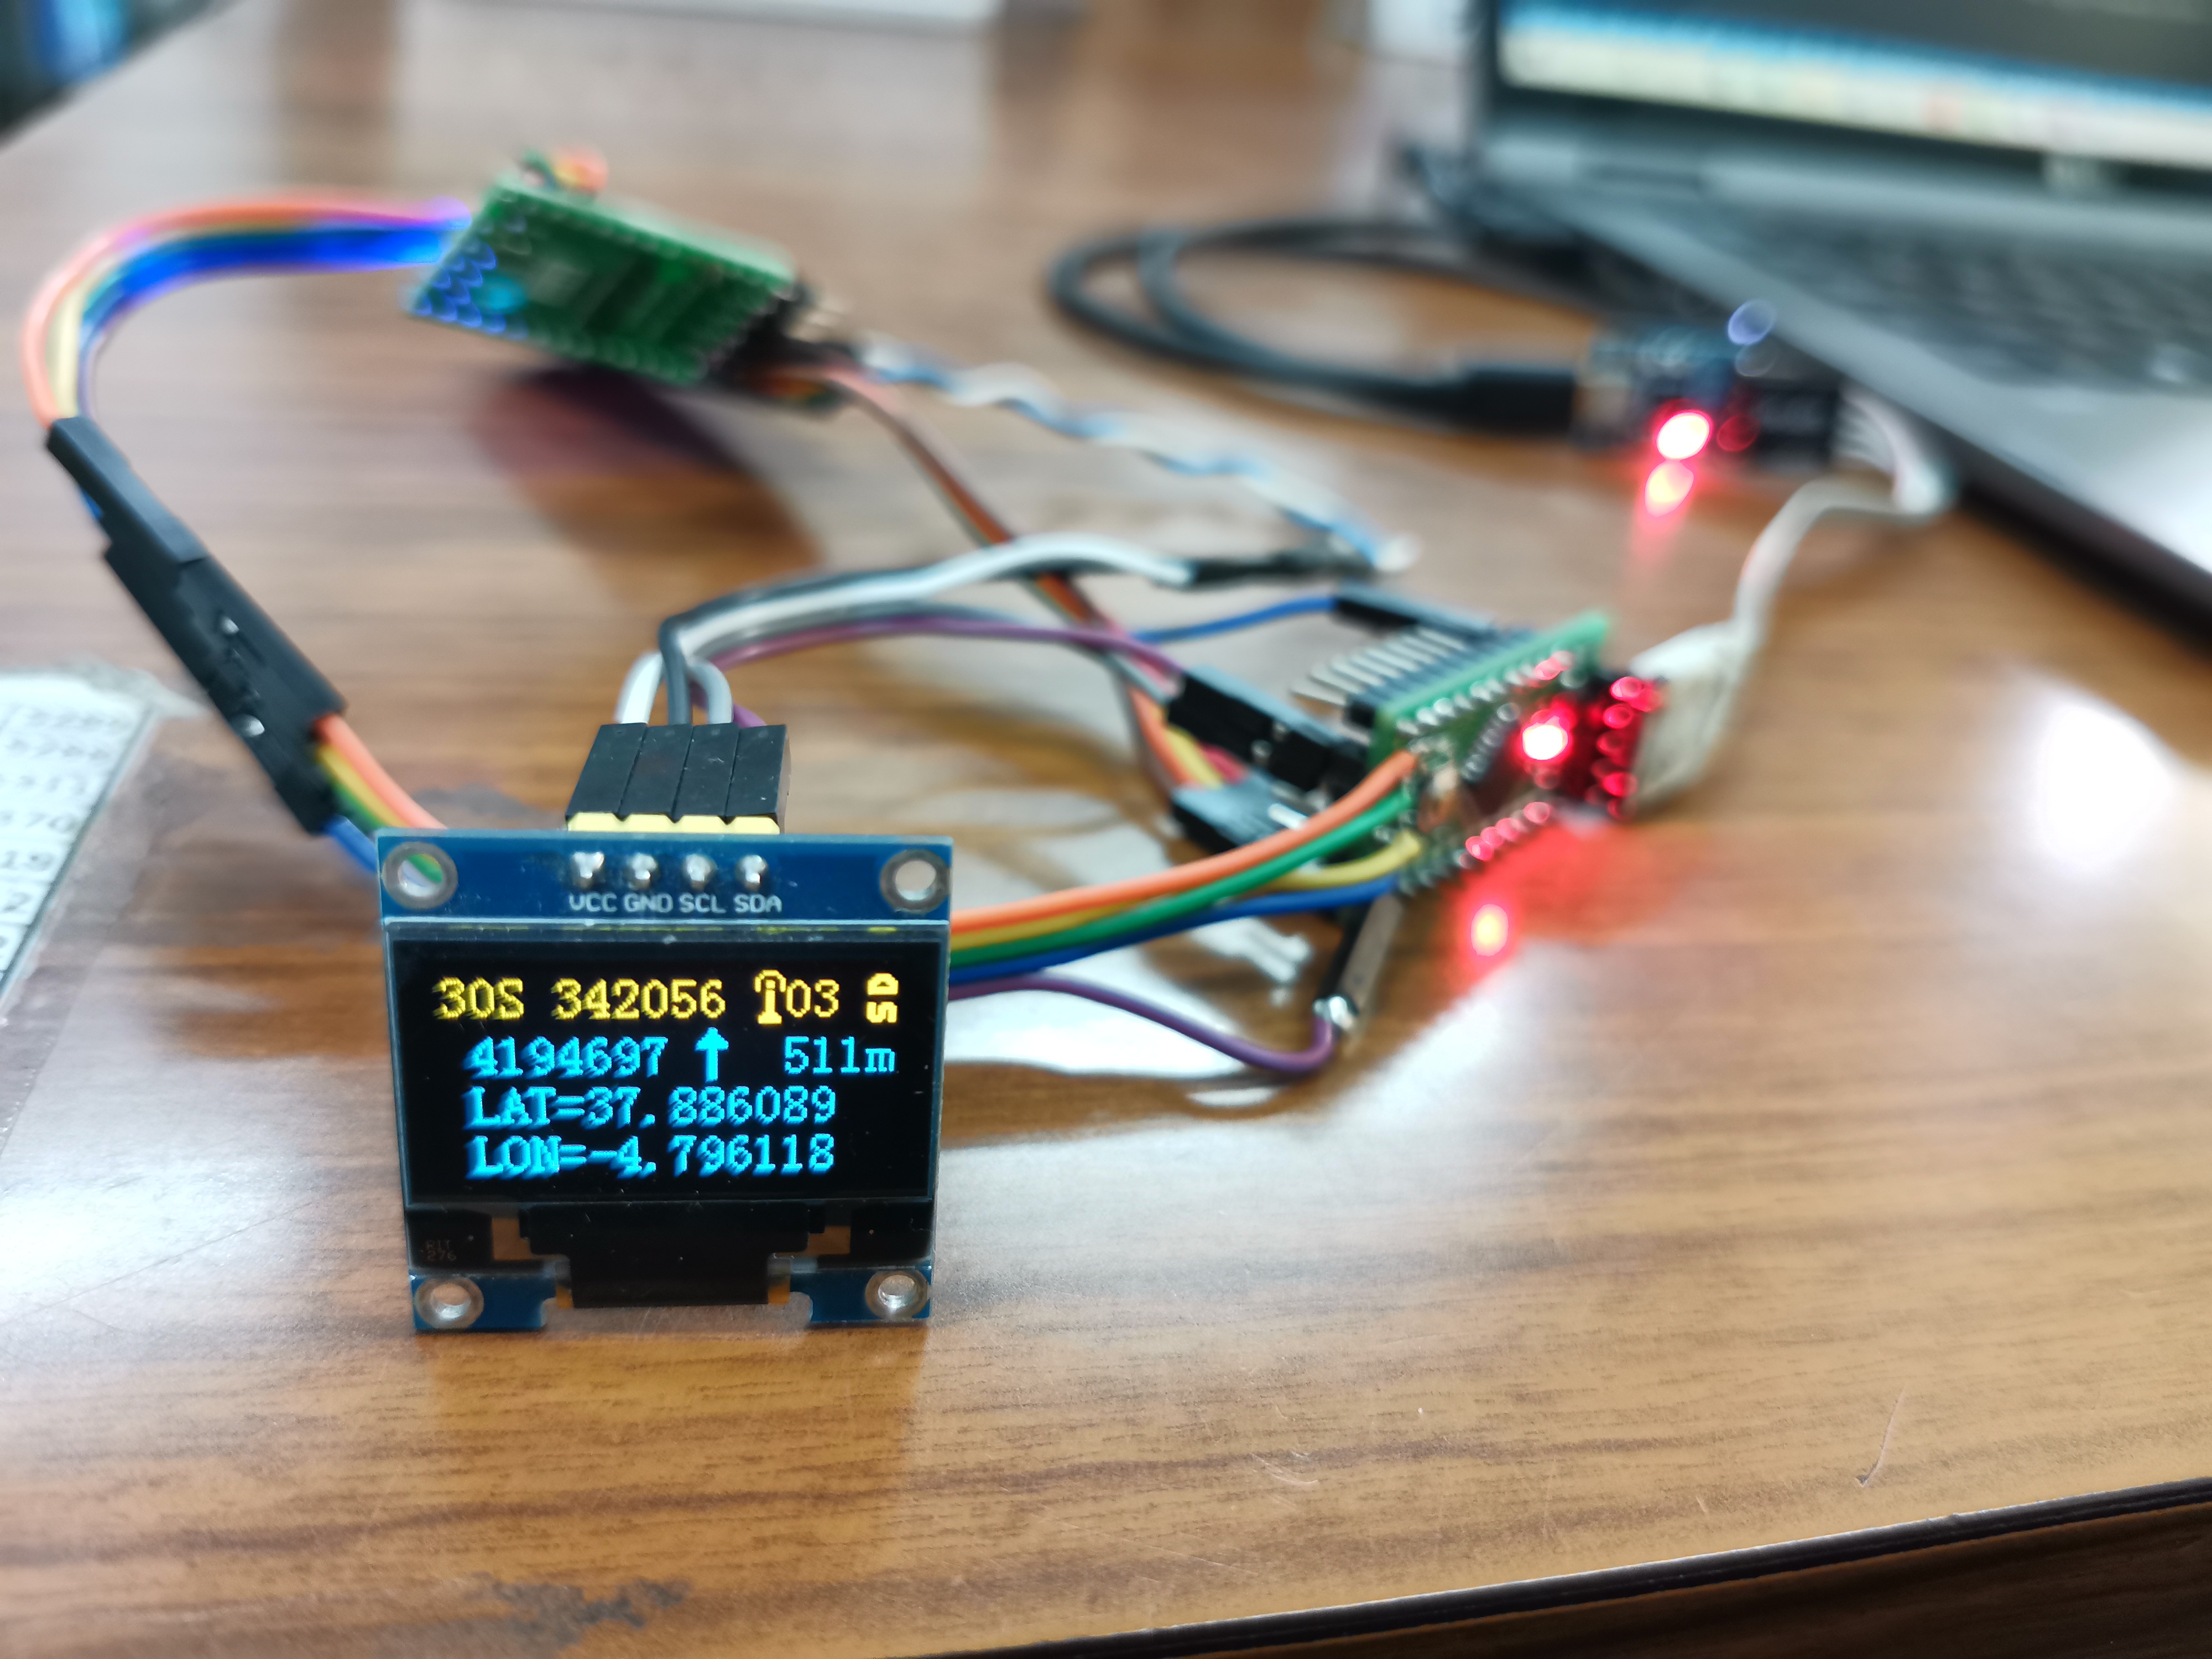 VCC GND SCL SDA
30S 342056 03 SD
4194697 511m
LAT=37.886089
LON=-4.796118